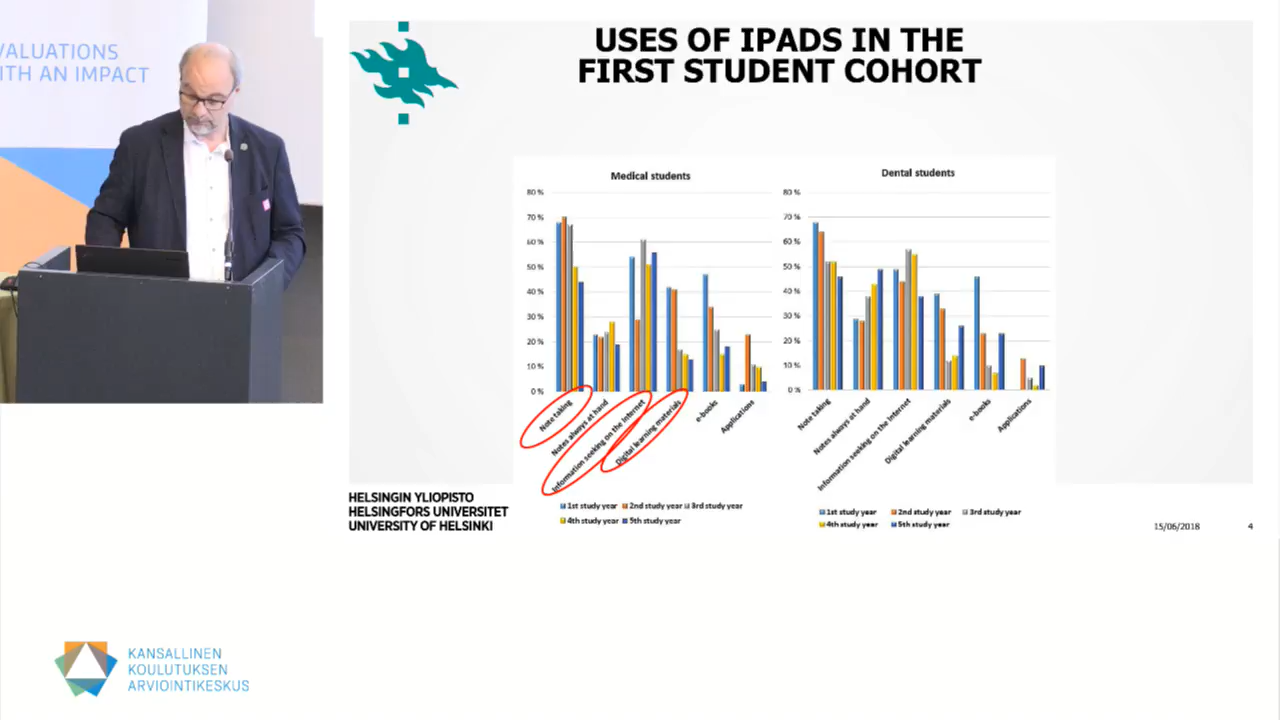 VALUATIONS
ITH AN IMPACT
USES OF IPADS IN THE
FIRST STUDENT COHORT
Medical students
80 %
70 %
60 %
50 %
40 %
30 %
20 %
10 %
0 %
Note taking
Notes always at hand
Information seeking on the Internet
Digital learning materials
e-books
Applications
1st study year 2nd study year 3rd study year
4th study year 5th study year
Dental students
80 %
70 %
60 %
50 %
40 %
30 %
20 %
10 %
0 %
Note taking
Notes always at hand
Information seeking on the Internet
Digital learning materials
e-books
Applications
1st study year 2nd study year 3rd study year
4th study year 5th study year
HELSINGIN YLIOPISTO
HELSINGFORS UNIVERSITET
UNIVERSITY OF HELSINKI
15/06/2018 4
KANSALLINEN
KOULUTUKSEN
ARVIOINTIKESKUS